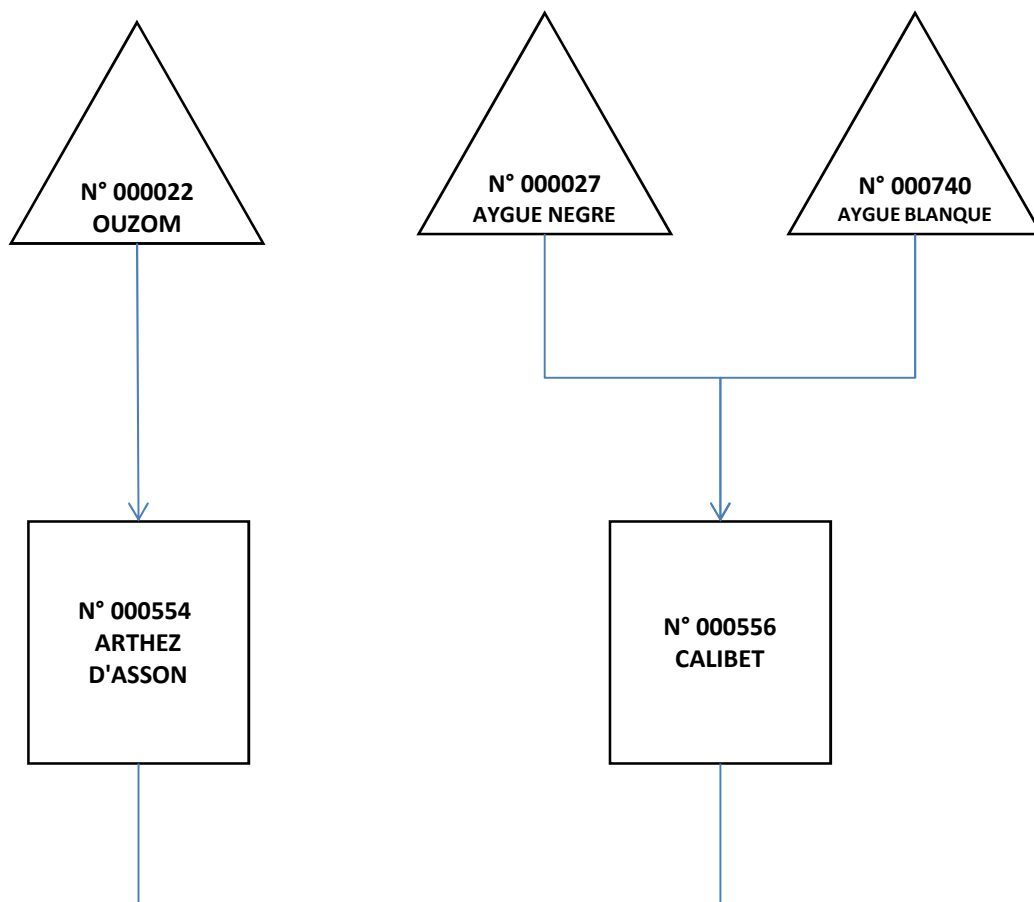 N° 000022
OUZOM
N° 000027
AYGUE NEGRE
N° 000740
AYGUE BLANQUE
N° 000554
ARTHEZ
D'ASSON
N° 000556
CALIBET